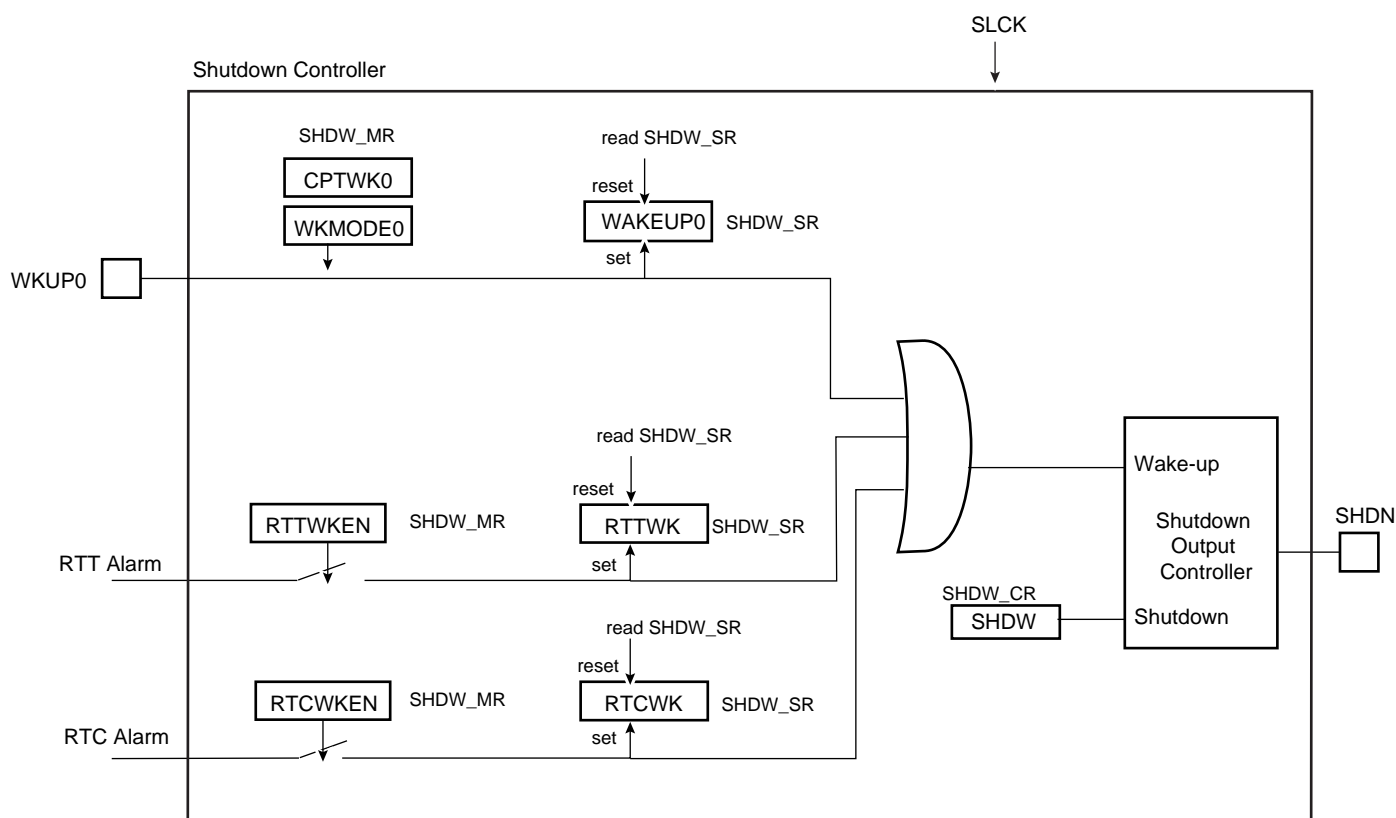 SLCK
Shutdown Controller
SHDW_MR
CPTWK0
WKMODE0
read SHDW_SR
reset
WAKEUP0
SHDW_SR
set
WKUP0
read SHDW_SR
reset
RTTWKEN
SHDW_MR
RTTWK
SHDW_SR
set
RTT Alarm
read SHDW_SR
reset
RTCWKEN
SHDW_MR
RTCWK
SHDW_SR
set
RTC Alarm
Wake-up
Shutdown
Output
Controller
SHDW_CR
SHDW
Shutdown
SHDN